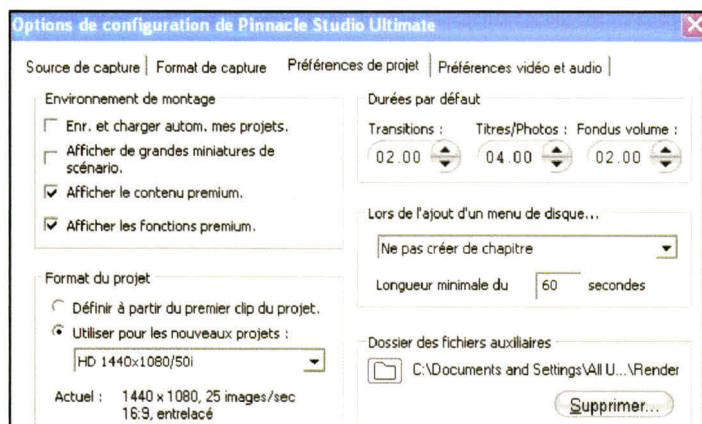 Options de configuration de Pinnacle Studio Ultimate
Source de capture
Format de capture
Préférences de projet
Préférences vidéo et audio
Environnement de montage
Enr. et charger autom. mes projets.
Afficher de grandes miniatures de
scénario.
Afficher le contenu premium.
Afficher les fonctions premium.
Format du projet
Définir à partir du premier clip du projet.
Utiliser pour les nouveaux projets :
HD 1440x1080/50i
Actuel : 1440 x 1080, 25 images/sec
16:9, entrelacé
Durées par défaut
Transitions : Titres/Photos : Fondus volume :
02.00 04.00 02.00
Lors de l'ajout d'un menu de disque...
Ne pas créer de chapitre
Longueur minimale du 60 secondes
Dossier des fichiers auxiliaires
C:\Documents and Settings\All U...\Render
Supprimer...